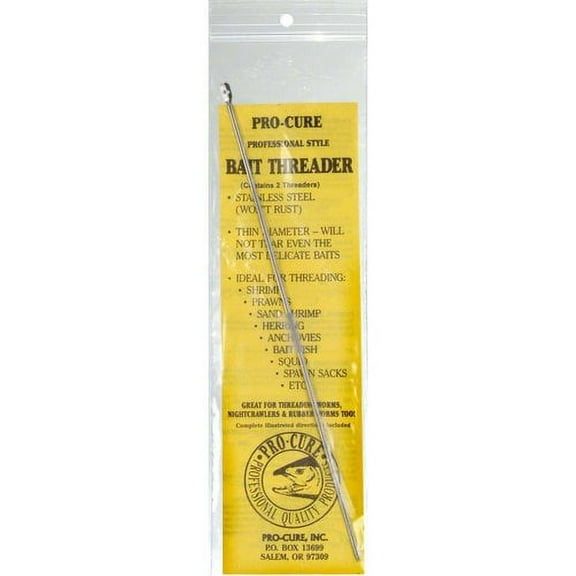 PRO-CURE
PROFESSIONAL STYLE
BAIT THREADER
(Contains 2 Threaders)
• STAINLESS STEEL
(WON'T RUST)
• THIN DIAMETER – WILL
NOT TEAR EVEN THE
MOST DELICATE BAITS
• IDEAL FOR THREADING:
• SHRIMP
• PRAWNS
• SAND SHRIMP
• HERRING
• ANCHOVIES
• BAITFISH
• SQUID
• SPAWN SACKS
• ETC.
GREAT FOR THREADING WORMS,
NIGHTCRAWLERS & RUBBER WORMS TOO!
Complete illustrated directions included
• PRO-CURE •
PROFESSIONAL QUALITY PRODUCTS
PRO-CURE, INC.
P.O. BOX 13699
SALEM, OR 97309